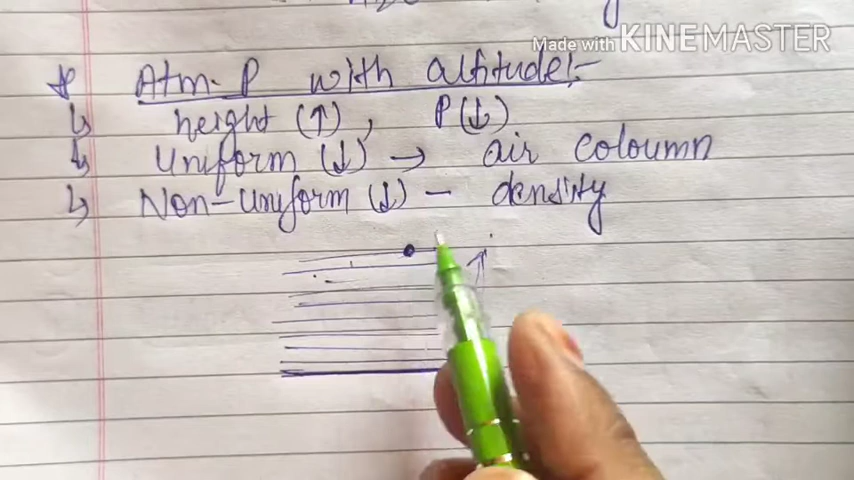 Made with KINEMASTER
* Atm. P with altitude:-
↳ height (↑), P(↓)
↳ Uniform (↓) → air coloumn
↳ Non-uniform (↓) - density